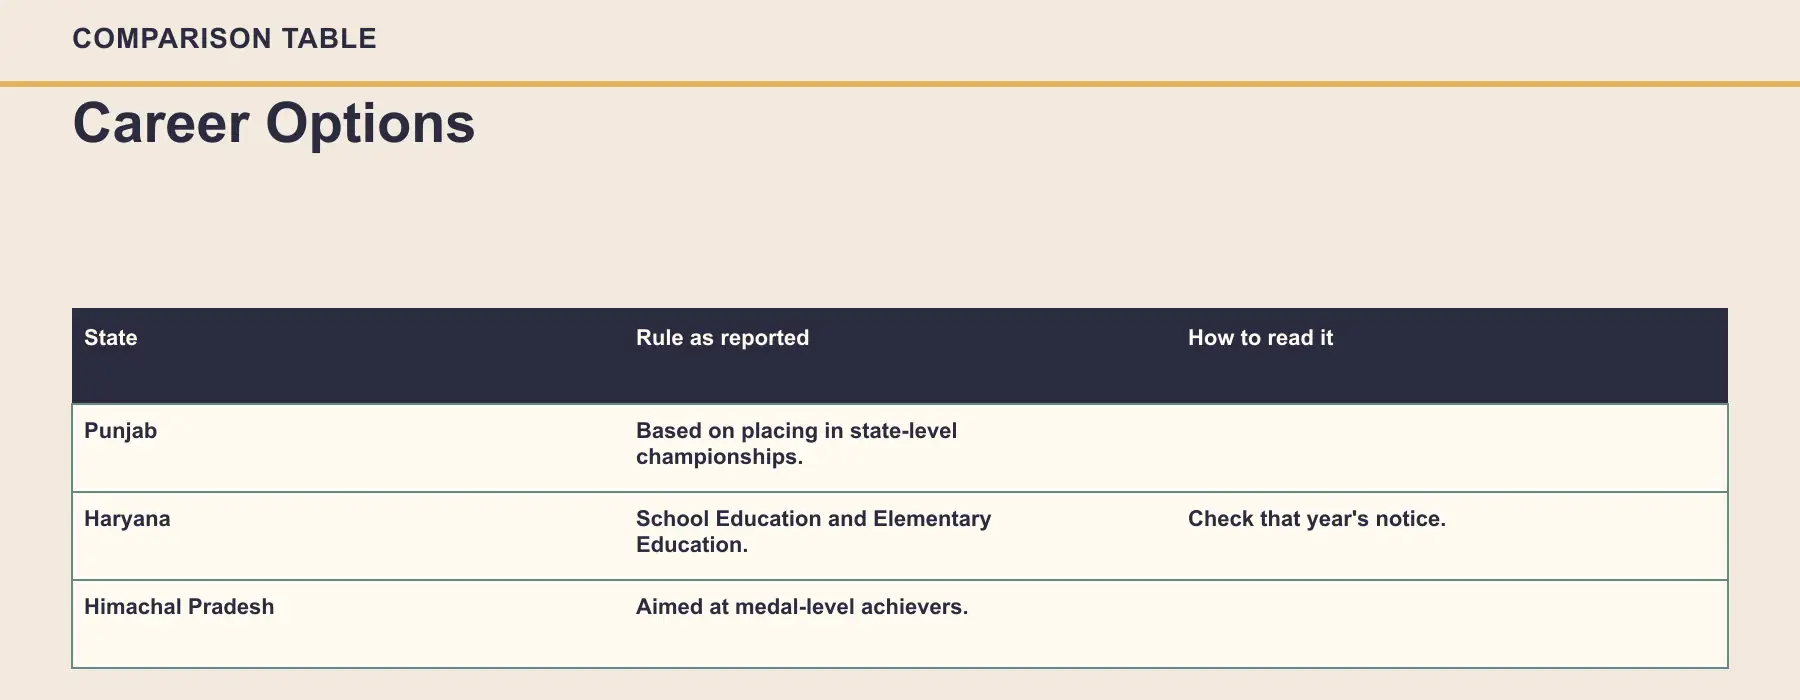 COMPARISON TABLE
Career Options
State
Rule as reported
How to read it
Punjab
Based on placing in state-level
championships.
Haryana
School Education and Elementary
Education.
Check that year's notice.
Himachal Pradesh
Aimed at medal-level achievers.